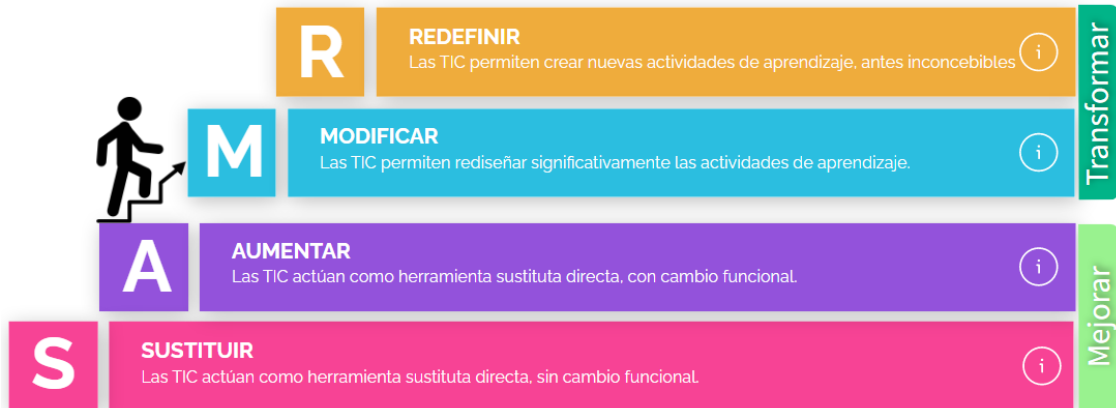 R
REDEFINIR
Las TIC permiten crear nuevas actividades de aprendizaje, antes inconcebibles
i
M
MODIFICAR
Las TIC permiten rediseñar significativamente las actividades de aprendizaje.
i
Transformar
A
AUMENTAR
Las TIC actúan como herramienta sustituta directa, con cambio funcional.
i
S
SUSTITUIR
Las TIC actúan como herramienta sustituta directa, sin cambio funcional.
i
Mejorar